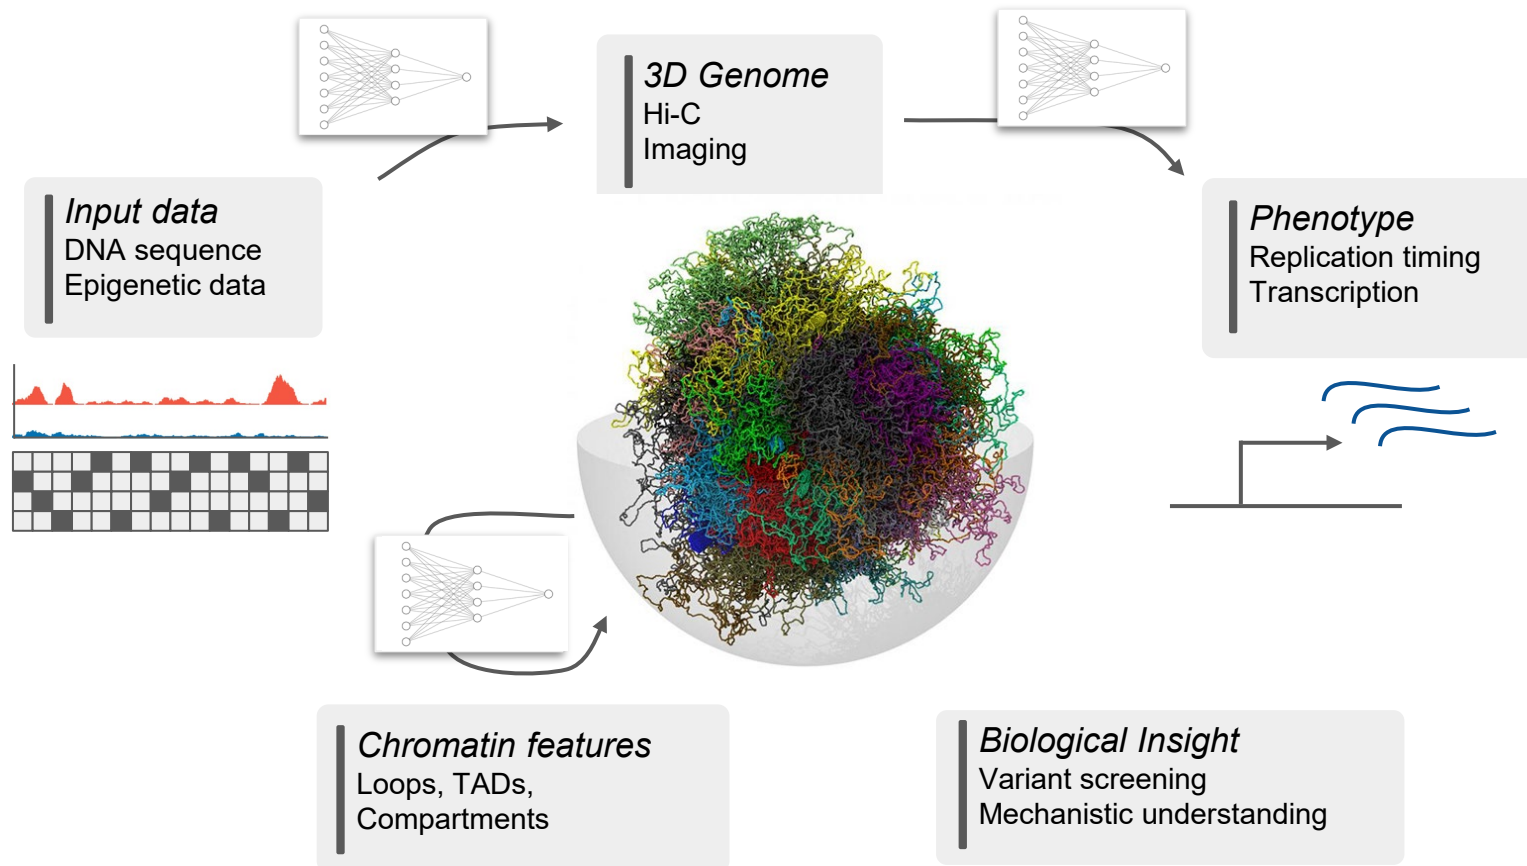 3D Genome
Hi-C
Imaging
Input data
DNA sequence
Epigenetic data
Phenotype
Replication timing
Transcription
Chromatin features
Loops, TADs,
Compartments
Biological Insight
Variant screening
Mechanistic understanding